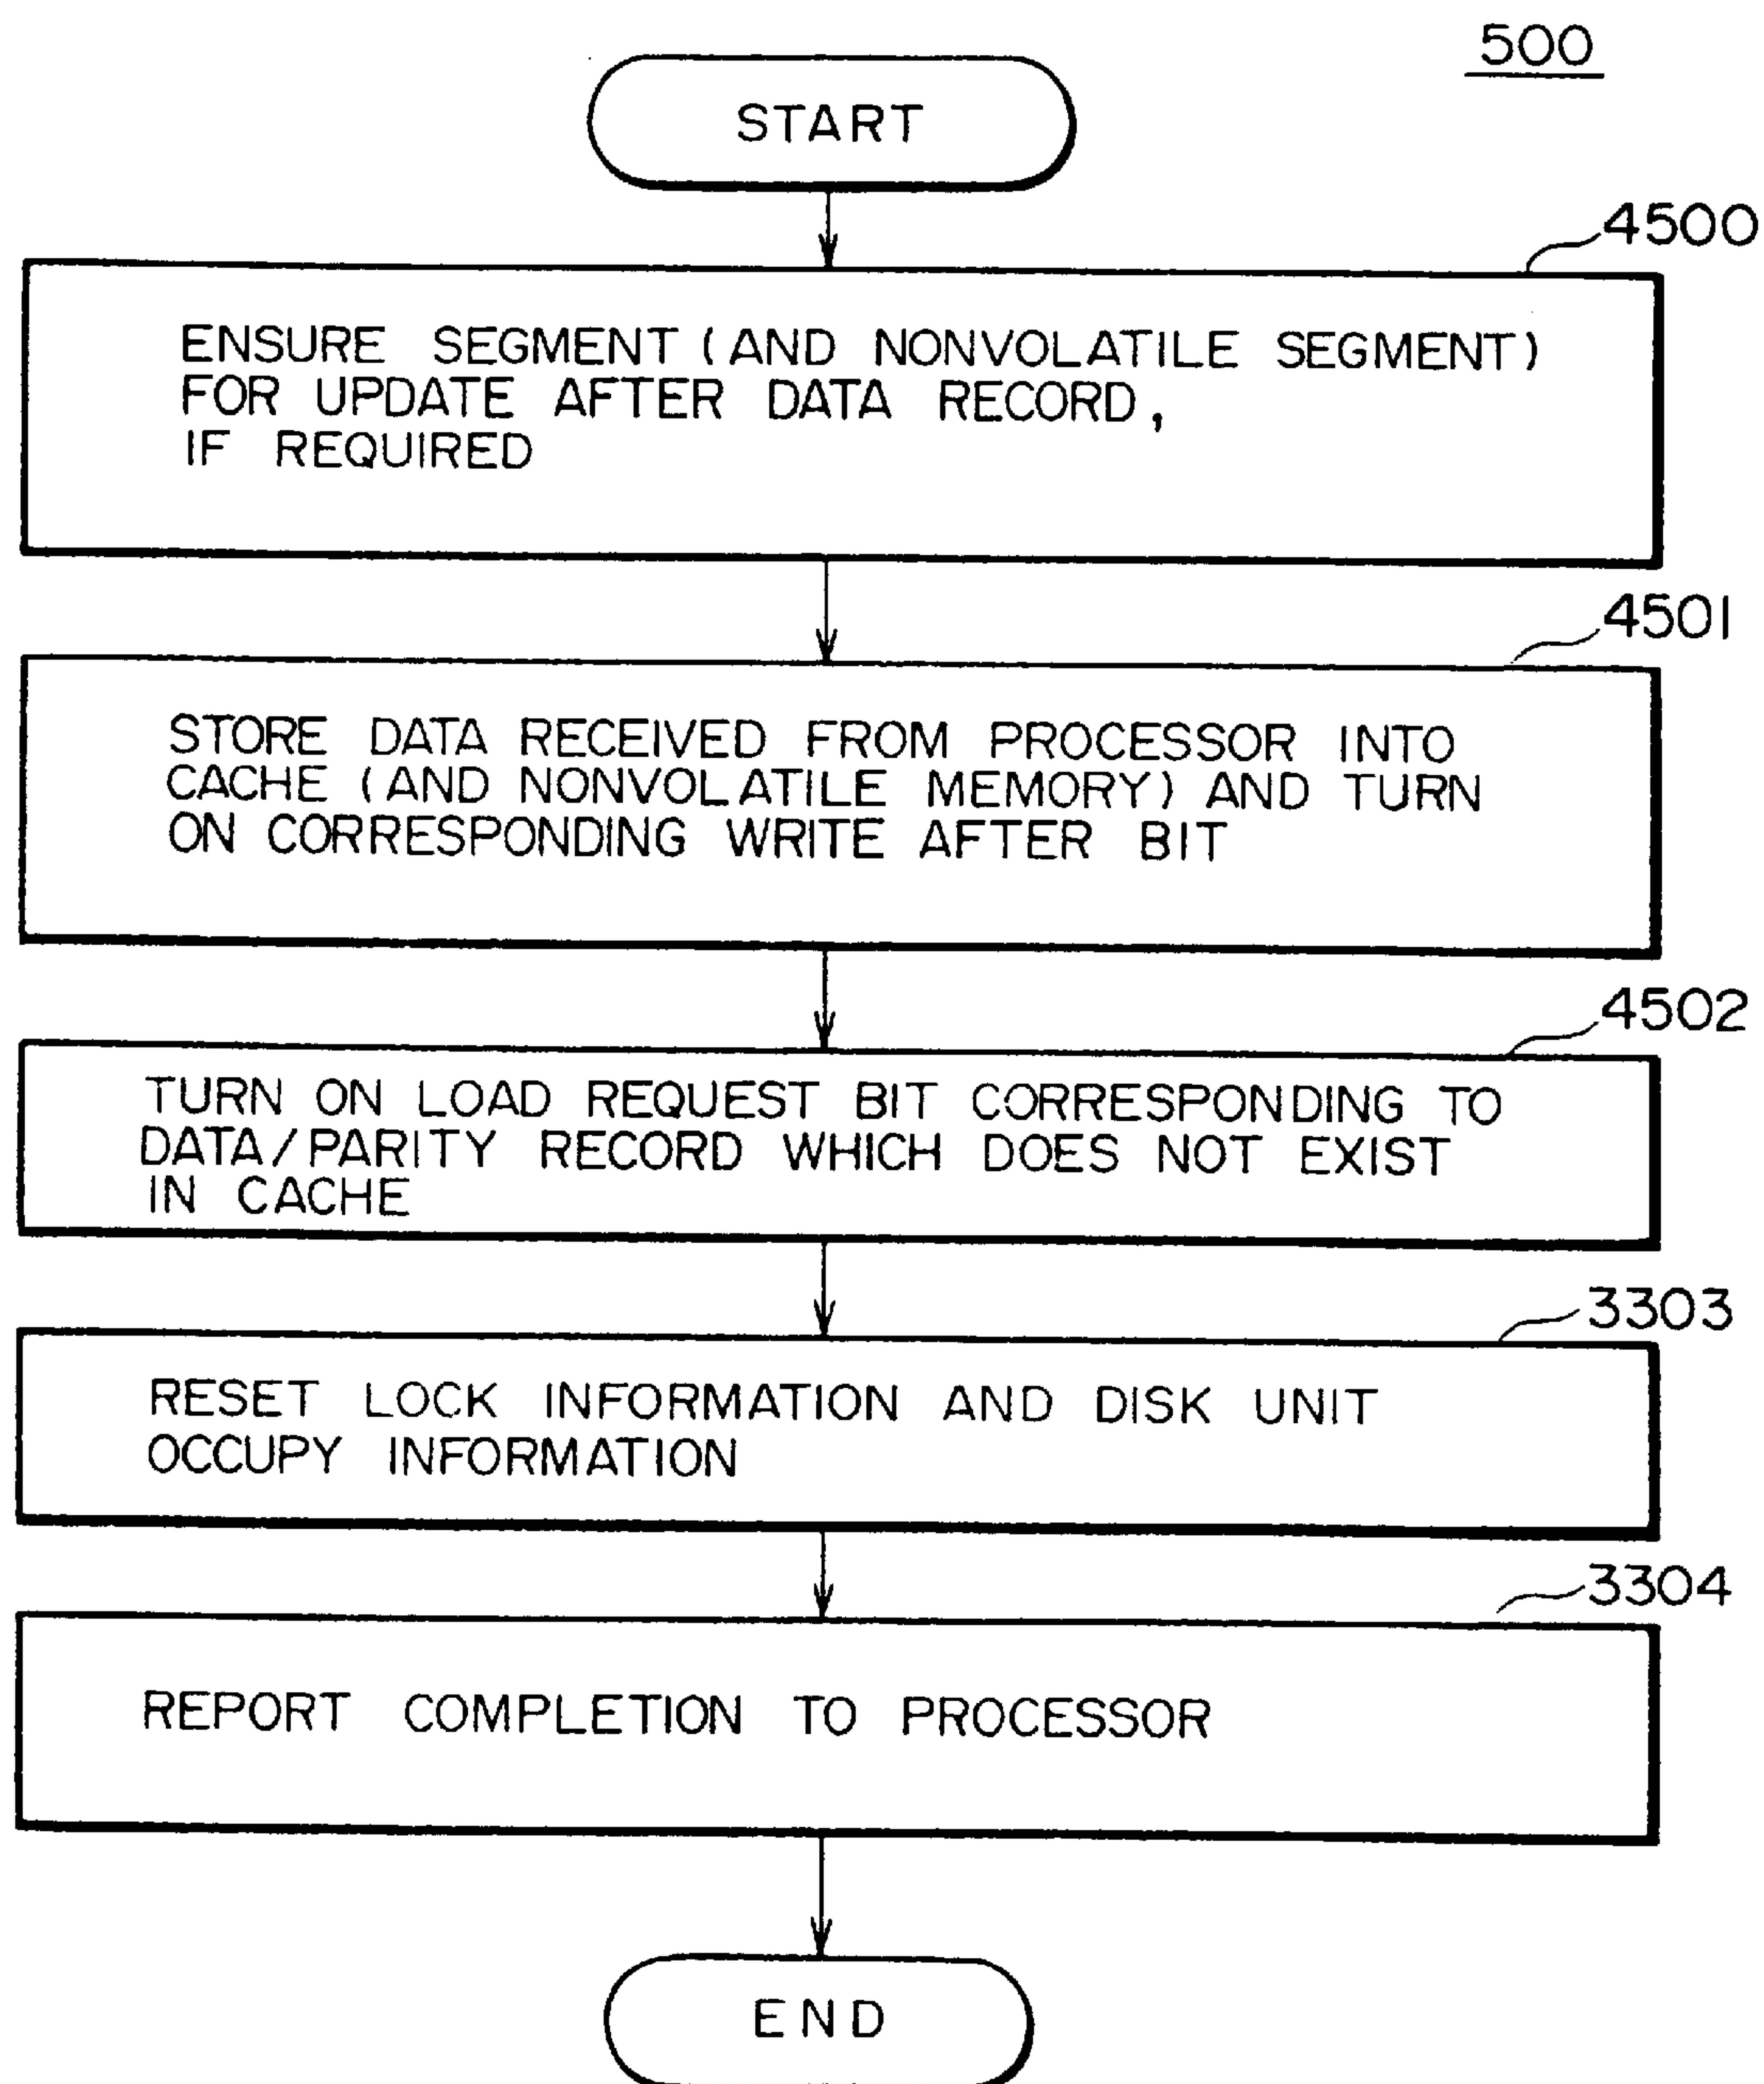 500
START
4500
ENSURE SEGMENT (AND NONVOLATILE SEGMENT)
FOR UPDATE AFTER DATA RECORD,
IF REQUIRED
4501
STORE DATA RECEIVED FROM PROCESSOR INTO
CACHE (AND NONVOLATILE MEMORY) AND TURN
ON CORRESPONDING WRITE AFTER BIT
4502
TURN ON LOAD REQUEST BIT CORRESPONDING TO
DATA/PARITY RECORD WHICH DOES NOT EXIST
IN CACHE
3303
RESET LOCK INFORMATION AND DISK UNIT
OCCUPY INFORMATION
3304
REPORT COMPLETION TO PROCESSOR
END